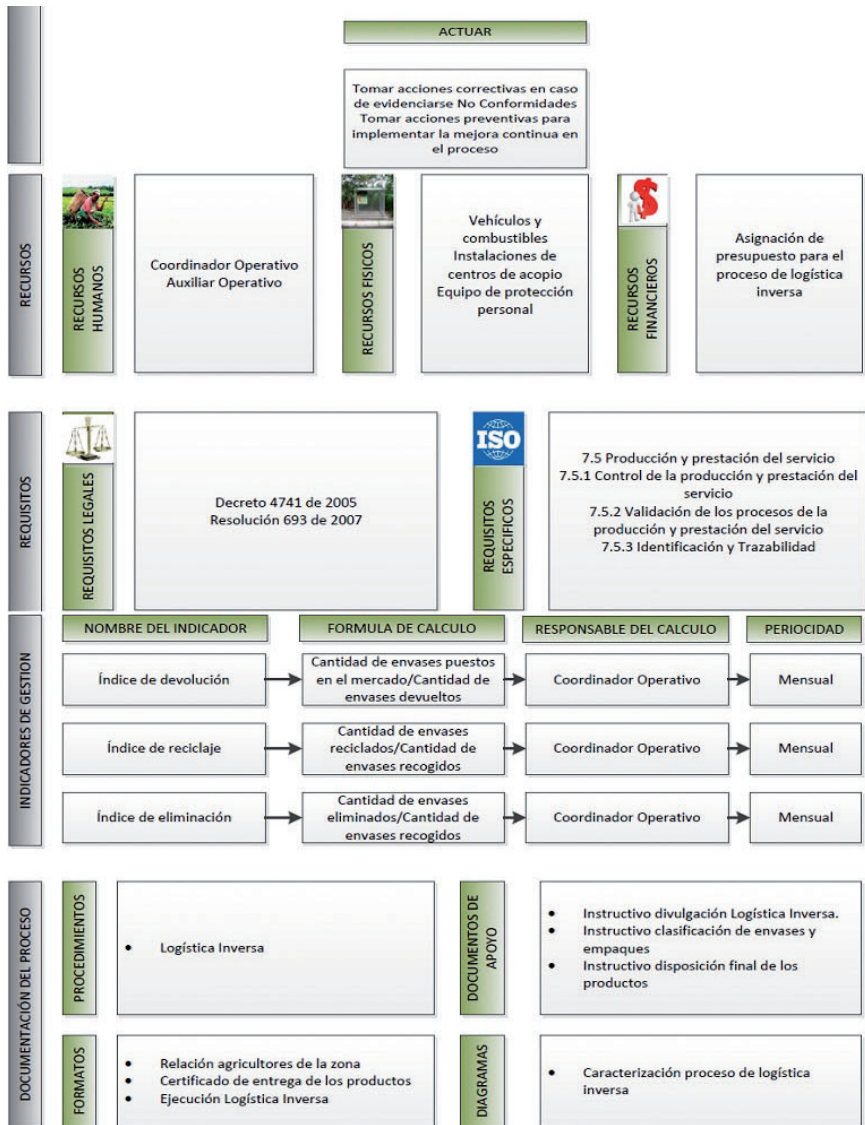 ACTUAR
Tomar acciones correctivas en caso
de evidenciarse No Conformidades
Tomar acciones preventivas para
implementar la mejora continua en
el proceso
RECURSOS
RECURSOS
HUMANOS
Coordinador Operativo
Auxiliar Operativo
RECURSOS FISICOS
Vehículos y
combustibles
Instalaciones de
centros de acopio
Equipo de protección
personal
$
RECURSOS
FINANCIEROS
Asignación de
presupuesto para el
proceso de logística
inversa
REQUISITOS
REQUISITOS LEGALES
Decreto 4741 de 2005
Resolución 693 de 2007
ISO
REQUISITOS
ESPECIFICOS
7.5 Producción y prestación del servicio
7.5.1 Control de la producción y prestación del
servicio
7.5.2 Validación de los procesos de la
producción y prestación del servicio
7.5.3 Identificación y Trazabilidad
INDICADORES DE GESTION
NOMBRE DEL INDICADOR
FORMULA DE CALCULO
RESPONSABLE DEL CALCULO
PERIOCIDAD
Índice de devolución
Cantidad de envases puestos
en el mercado/Cantidad de
envases devueltos
Coordinador Operativo
Mensual
Índice de reciclaje
Cantidad de envases
reciclados/Cantidad de
envases recogidos
Coordinador Operativo
Mensual
Índice de eliminación
Cantidad de envases
eliminados/Cantidad de
envases recogidos
Coordinador Operativo
Mensual
DOCUMENTACIÓN DEL PROCESO
PROCEDIMIENTOS
• Logística Inversa
DOCUMENTOS DE
APOYO
• Instructivo divulgación Logística Inversa.
• Instructivo clasificación de envases y
empaques
• Instructivo disposición final de los
productos
FORMATOS
• Relación agricultores de la zona
• Certificado de entrega de los productos
• Ejecución Logística Inversa
DIAGRAMAS
• Caracterización proceso de logística
inversa